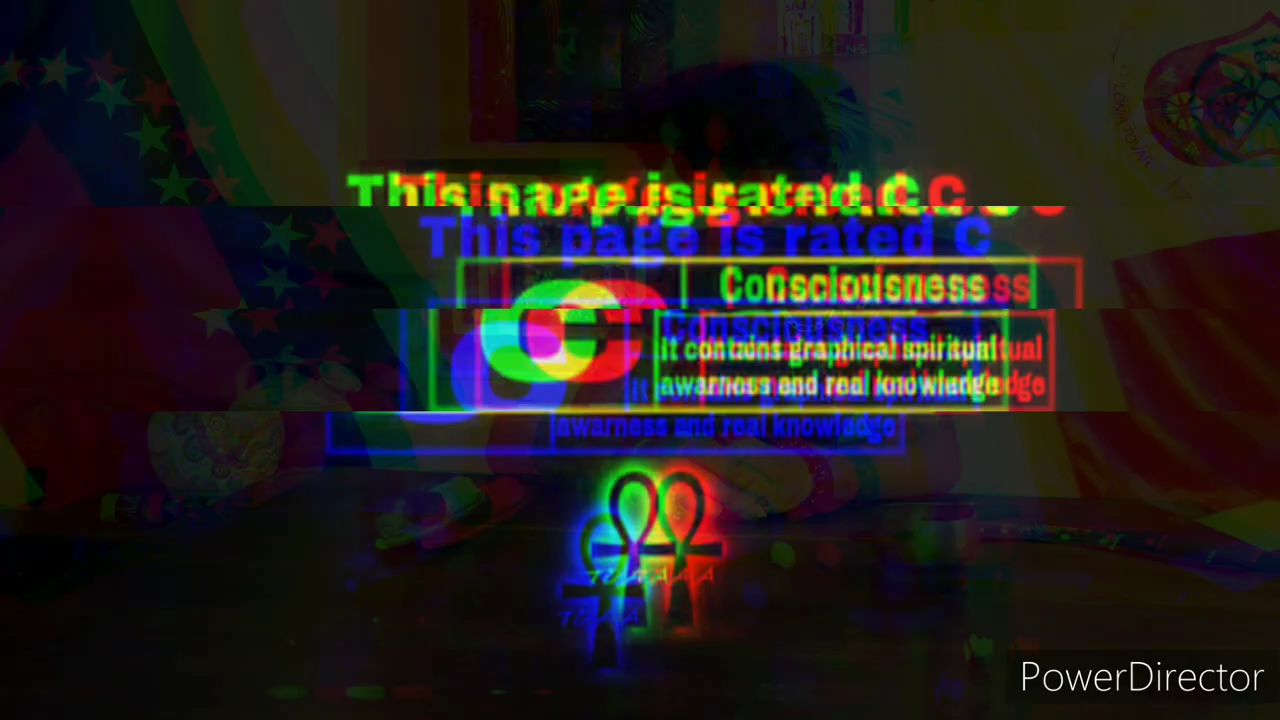 This page is rated C
C
Consciousness
It contains graphical spiritual
awarness and real knowledge
PowerDirector